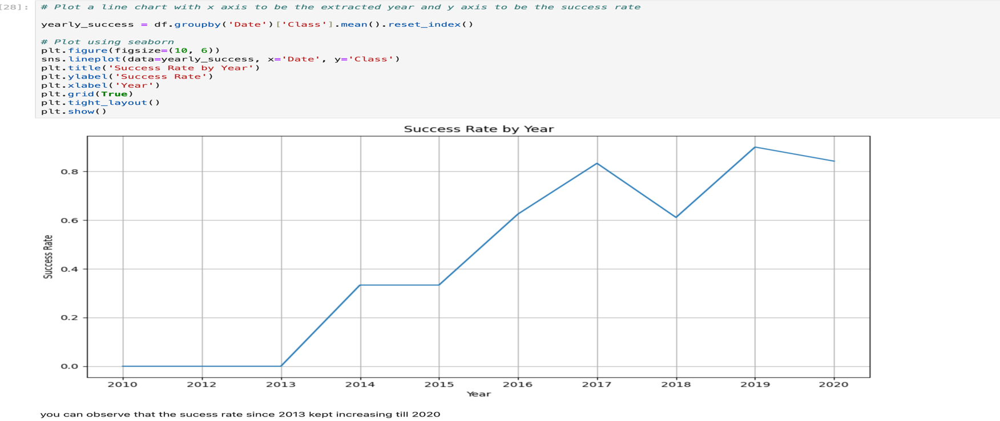 [28]: # Plot a line chart with x axis to be the extracted year and y axis to be the success rate
yearly_success = df.groupby('Date')['Class'].mean().reset_index()
# Plot using seaborn
plt.figure(figsize=(10, 6))
sns.lineplot(data=yearly_success, x='Date', y='Class')
plt.title('Success Rate by Year')
plt.ylabel('Success Rate')
plt.xlabel('Year')
plt.grid(True)
plt.tight_layout()
plt.show()
Success Rate by Year
0.8
0.6
0.4
0.2
0.0
Success Rate
2010 2012 2013 2014 2015 2016 2017 2018 2019 2020
Year
you can observe that the sucess rate since 2013 kept increasing till 2020